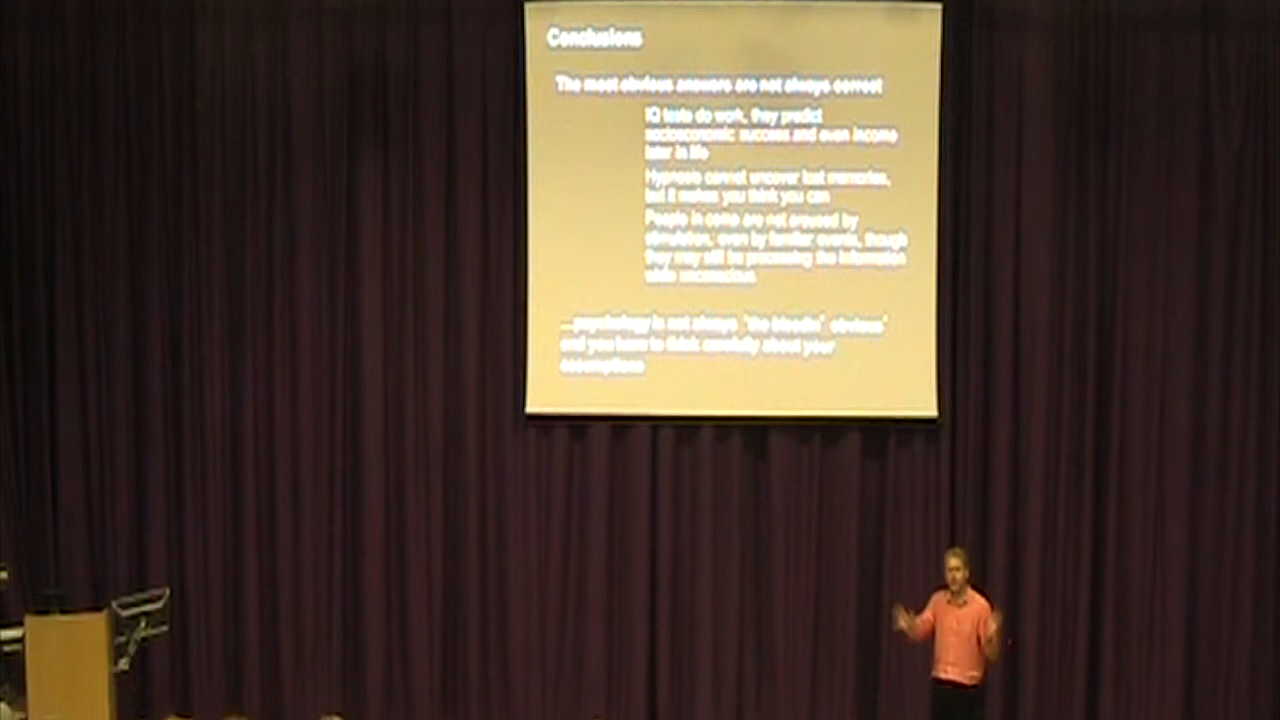 Conclusions
The most obvious answers are not always correct
IQ tests do work, they predict
socioeconomic success and even income
later in life
Hypnosis cannot uncover lost memories,
but it makes you think you can
People in coma are not aroused by
stimulation, even by familiar events, though
they may still be processing the information
while unconscious
...psychology is not always 'the bleedin' obvious'
and you have to think carefully about your
assumptions